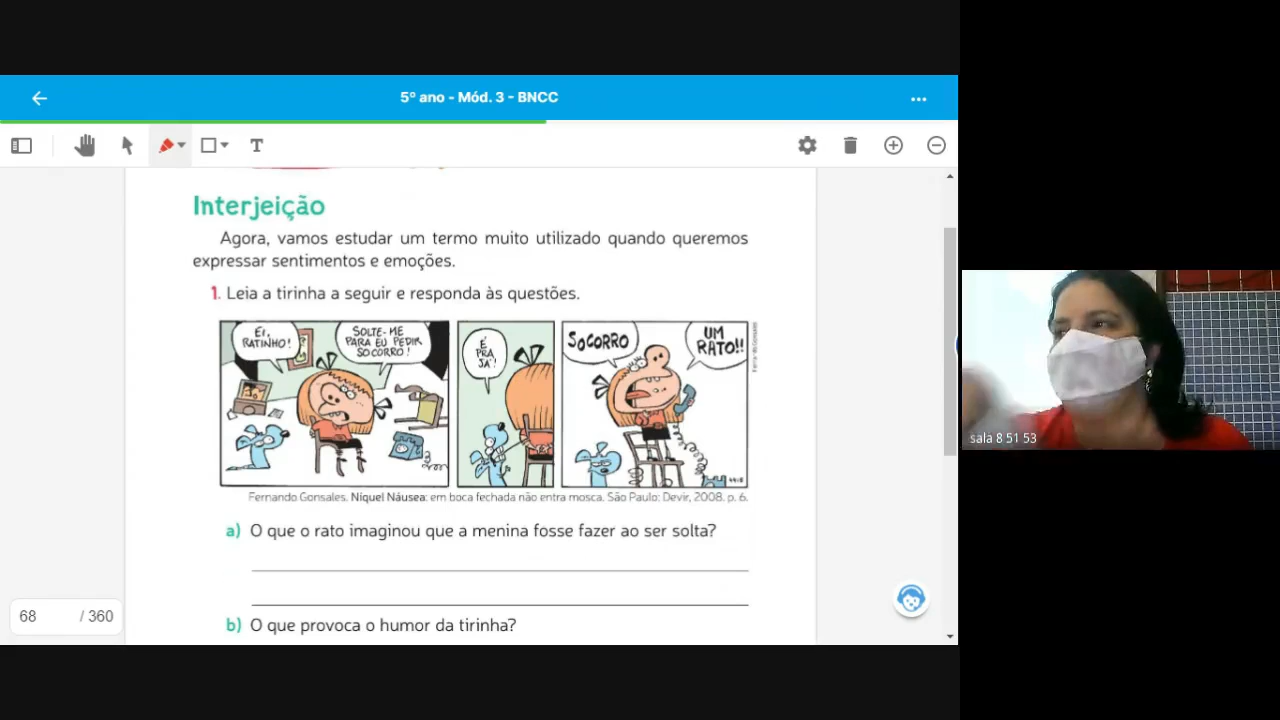 5º ano - Mód. 3 - BNCC
T
Interjeição
Agora, vamos estudar um termo muito utilizado quando queremos
expressar sentimentos e emoções.
1. Leia a tirinha a seguir e responda às questões.
EI,
RATINHO!
SOLTE-ME
PARA EU PEDIR
SOCORRO!
É
PRA
JÁ!
SOCORRO
UM
RATO!!
Fernando Gonsales
Fernando Gonsales. Níquel Náusea: em boca fechada não entra mosca. São Paulo: Devir, 2008. p. 6.
a) O que o rato imaginou que a menina fosse fazer ao ser solta?
b) O que provoca o humor da tirinha?
68 / 360
sala 8 51 53